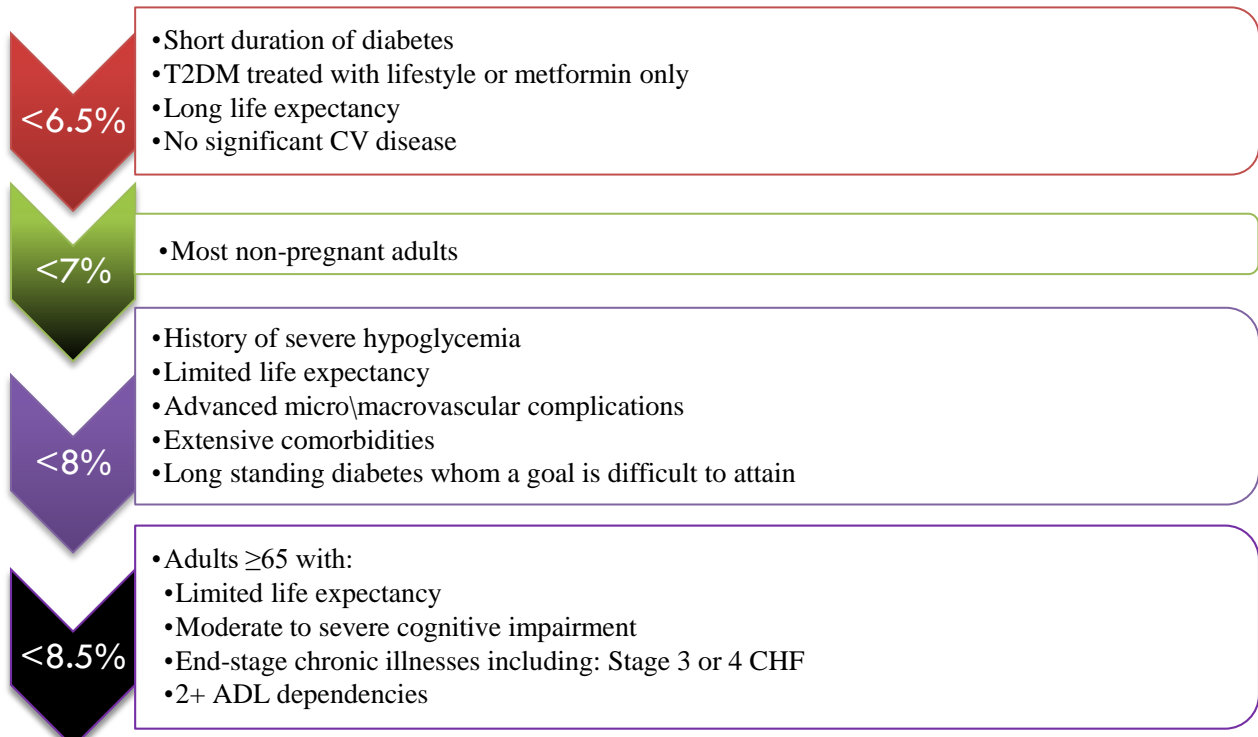 <6.5%
•Short duration of diabetes
•T2DM treated with lifestyle or metformin only
•Long life expectancy
•No significant CV disease
<7%
•Most non-pregnant adults
<8%
•History of severe hypoglycemia
•Limited life expectancy
•Advanced micro\macrovascular complications
•Extensive comorbidities
•Long standing diabetes whom a goal is difficult to attain
<8.5%
•Adults ≥65 with:
•Limited life expectancy
•Moderate to severe cognitive impairment
•End-stage chronic illnesses including: Stage 3 or 4 CHF
•2+ ADL dependencies